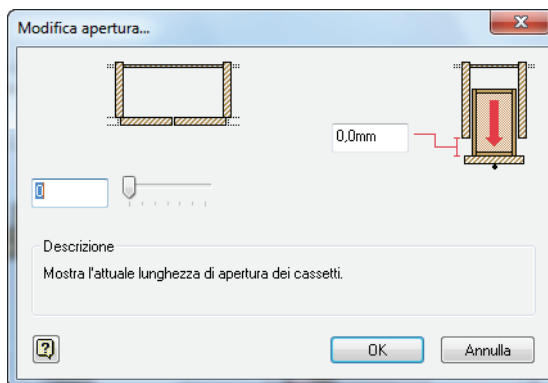 Modifica apertura...
0,0mm
0
Descrizione
Mostra l'attuale lunghezza di apertura dei cassetti.
?
OK
Annulla